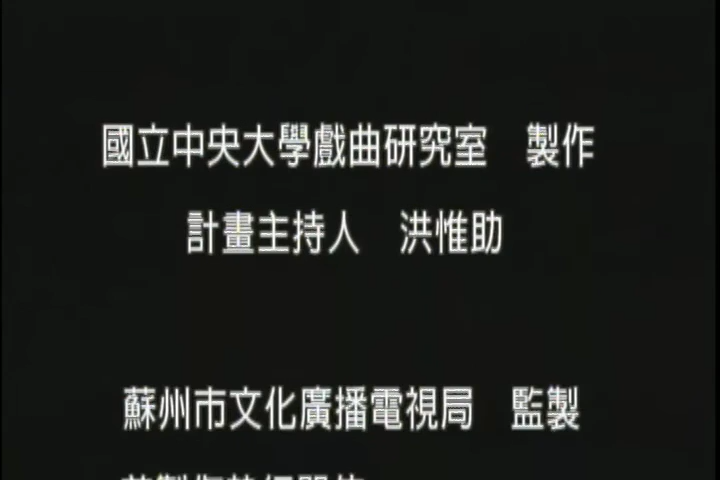 國立中央大學戲曲研究室　製作
計畫主持人　洪惟助
蘇州市文化廣播電視局　監製